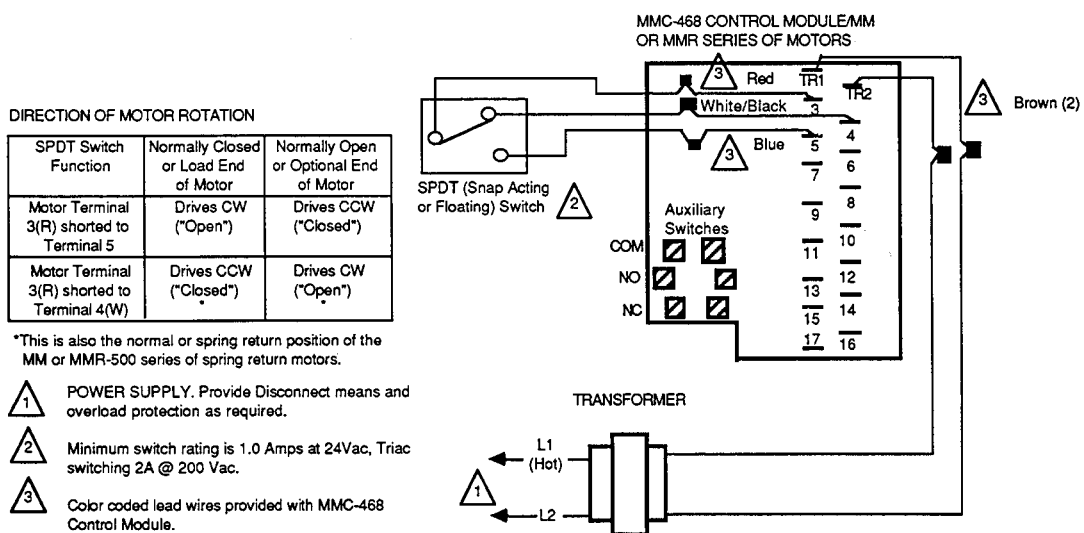 MMC-468 CONTROL MODULE/MM
OR MMR SERIES OF MOTORS
3
Red
TR1
TR2
3
Brown (2)
White/Black
3
4
3
Blue
5
6
7
8
9
10
11
12
13
14
15
16
17
SPDT (Snap Acting
or Floating) Switch
2
Auxiliary
Switches
COM
NO
NC
DIRECTION OF MOTOR ROTATION
SPDT Switch
Function
Normally Closed
or Load End
of Motor
Normally Open
or Optional End
of Motor
Motor Terminal
3(R) shorted to
Terminal 5
Drives CW
("Open")
Drives CCW
("Closed")
Motor Terminal
3(R) shorted to
Terminal 4(W)
Drives CCW
("Closed")
*
Drives CW
("Open")
*
*This is also the normal or spring return position of the
MM or MMR-500 series of spring return motors.
1
POWER SUPPLY. Provide Disconnect means and
overload protection as required.
2
Minimum switch rating is 1.0 Amps at 24Vac, Triac
switching 2A @ 200 Vac.
3
Color coded lead wires provided with MMC-468
Control Module.
TRANSFORMER
L1
(Hot)
1
L2